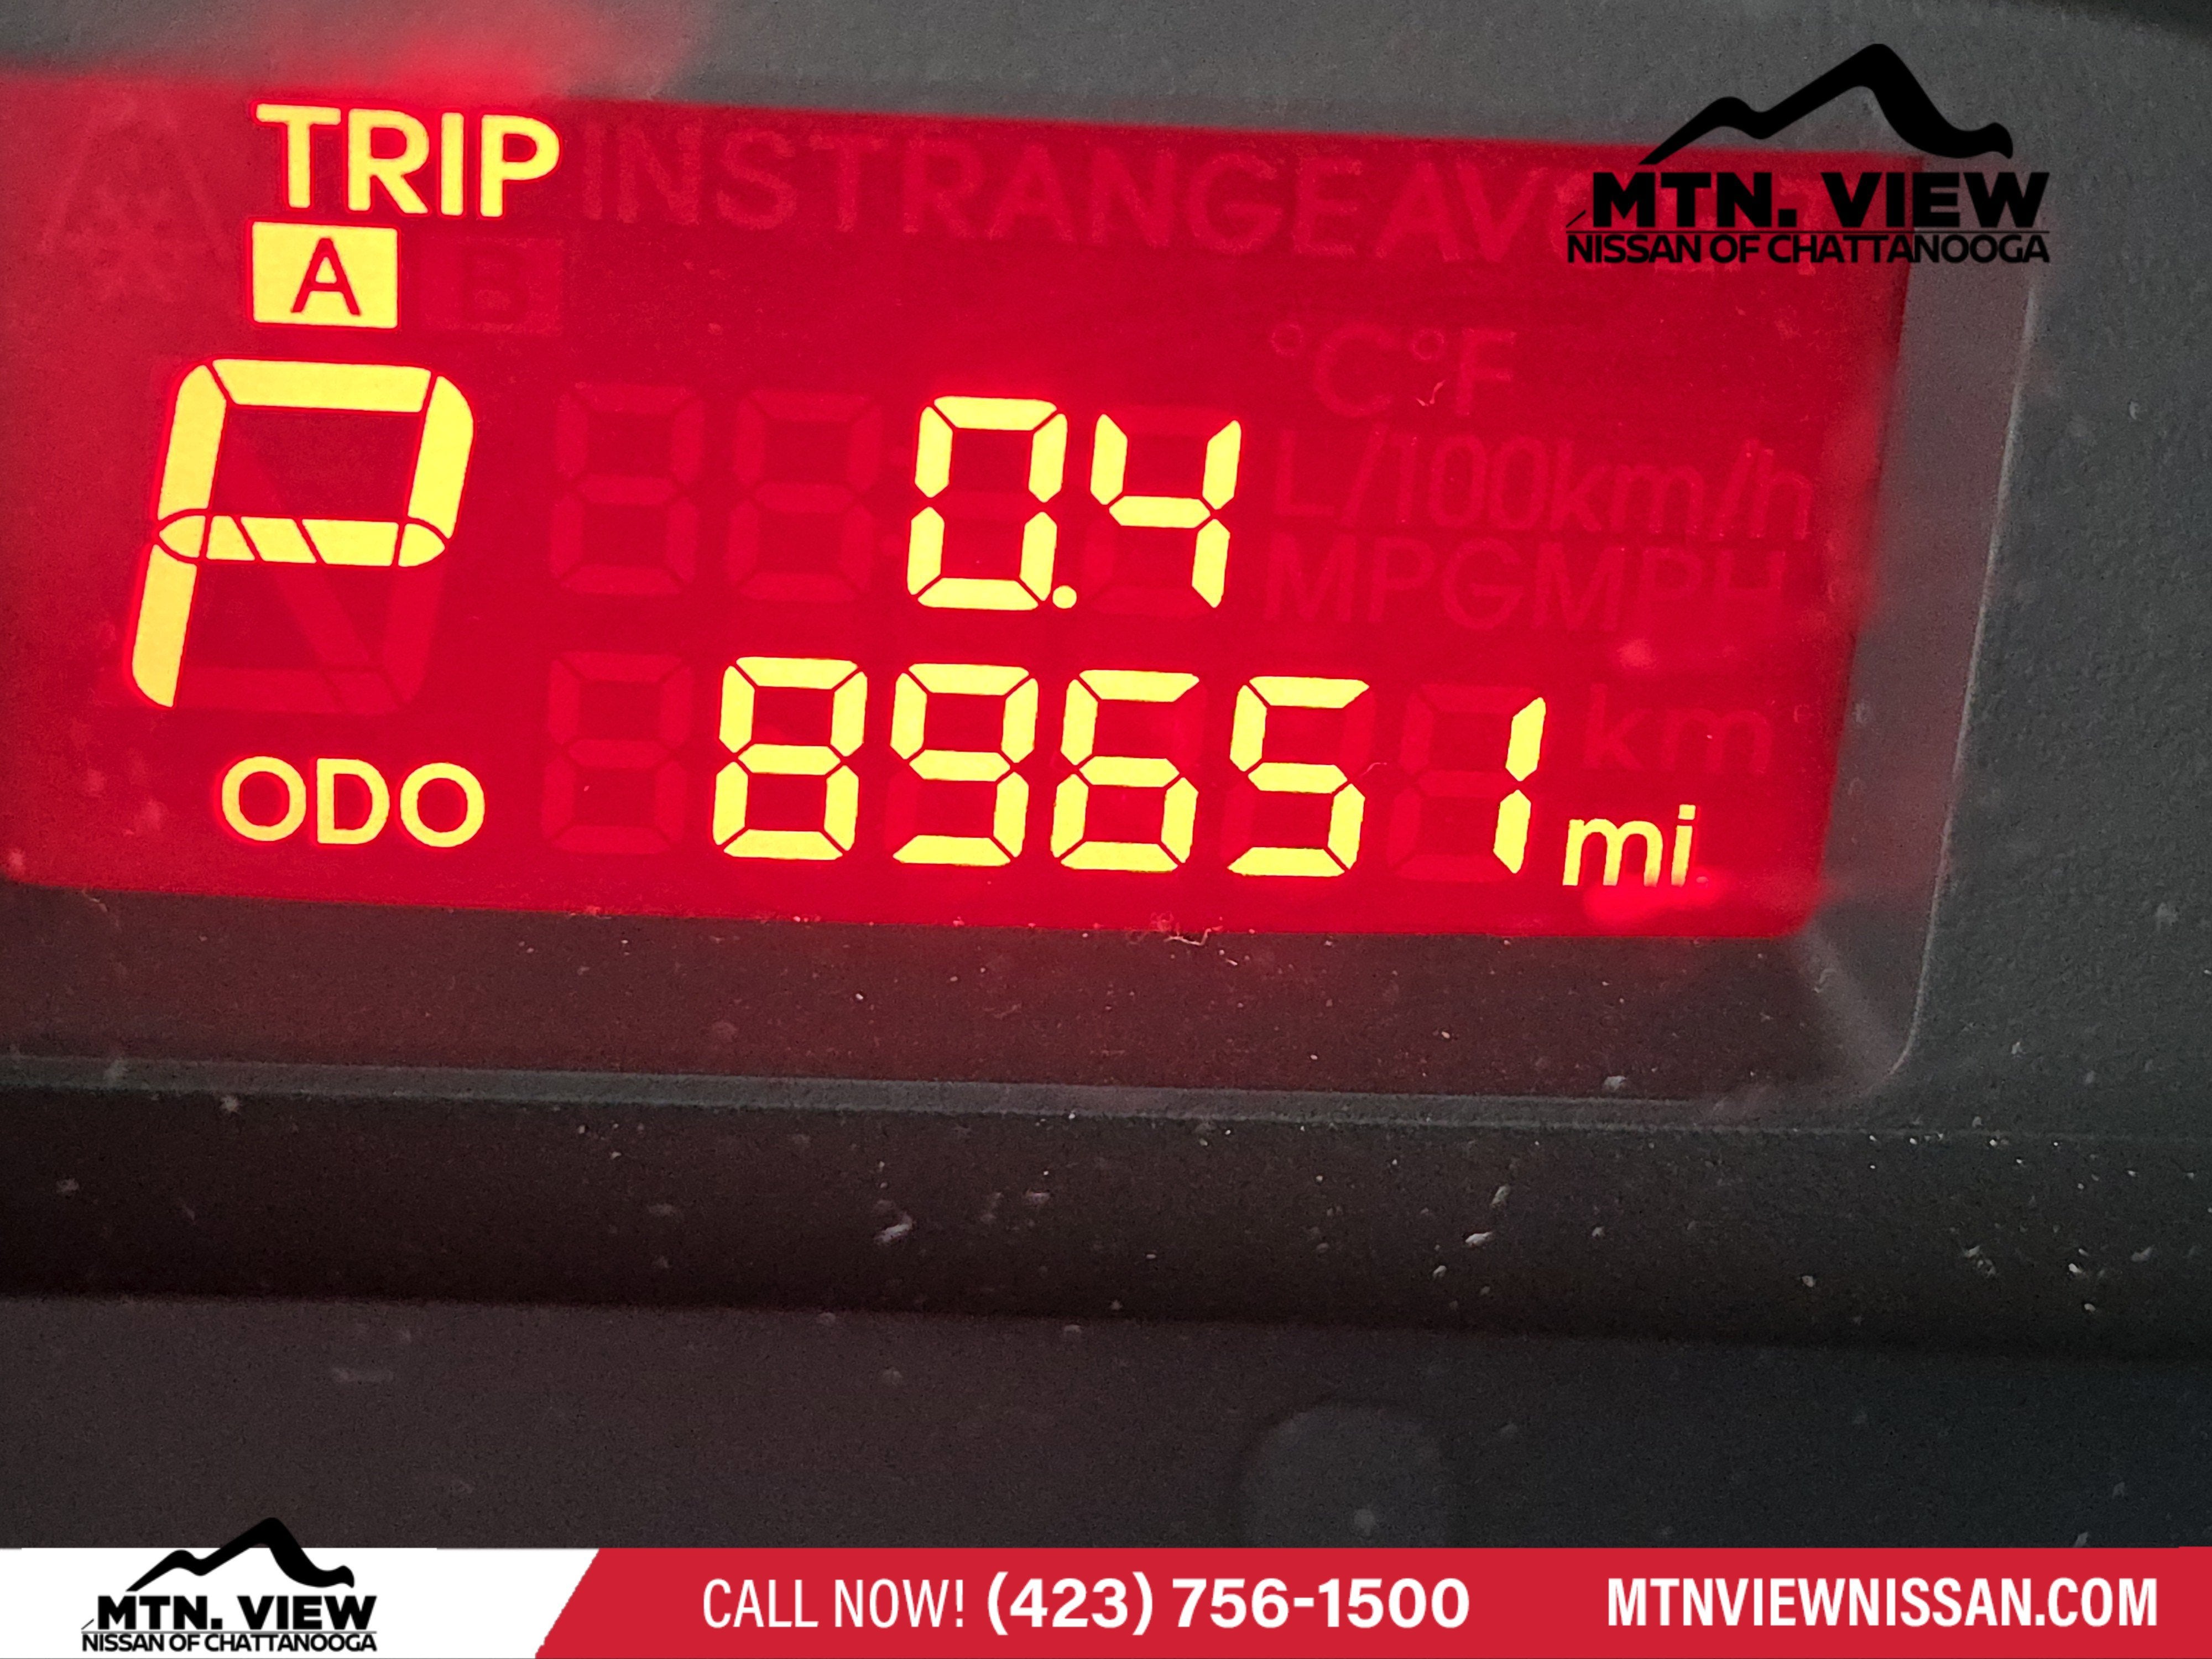 TRIP INSTRANGEAV
A B
°C°F
P 0.4 L/100km/h
MPGMPH
km
ODO 89651 mi
MTN. VIEW
NISSAN OF CHATTANOOGA
MTN. VIEW
NISSAN OF CHATTANOOGA
CALL NOW! (423) 756-1500
MTNVIEWNISSAN.COM